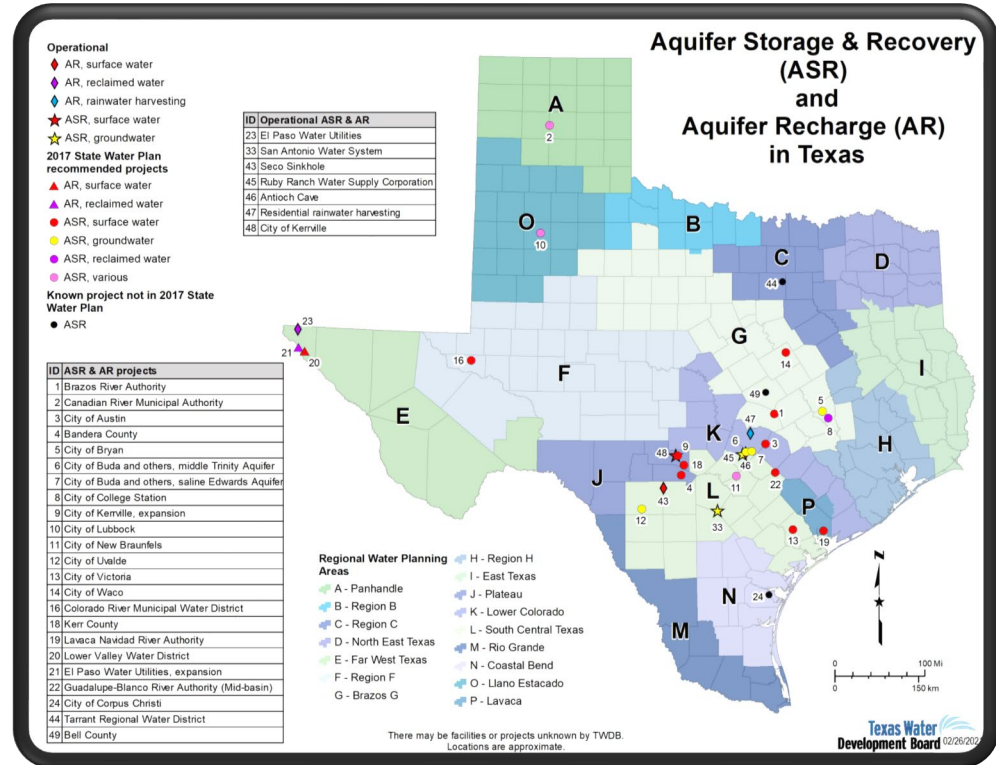 Aquifer Storage & Recovery
(ASR)
and
Aquifer Recharge (AR)
in Texas
Operational
AR, surface water
AR, reclaimed water
AR, rainwater harvesting
ASR, surface water
ASR, groundwater
2017 State Water Plan
recommended projects
AR, surface water
AR, reclaimed water
ASR, surface water
ASR, groundwater
ASR, reclaimed water
ASR, various
Known project not in 2017 State
Water Plan
ASR
ID Operational ASR & AR
23 El Paso Water Utilities
33 San Antonio Water System
43 Seco Sinkhole
45 Ruby Ranch Water Supply Corporation
46 Antioch Cave
47 Residential rainwater harvesting
48 City of Kerrville
ID ASR & AR projects
1 Brazos River Authority
2 Canadian River Municipal Authority
3 City of Austin
4 Bandera County
5 City of Bryan
6 City of Buda and others, middle Trinity Aquifer
7 City of Buda and others, saline Edwards Aquifer
8 City of College Station
9 City of Kerrville, expansion
10 City of Lubbock
11 City of New Braunfels
12 City of Uvalde
13 City of Victoria
14 City of Waco
16 Colorado River Municipal Water District
18 Kerr County
19 Lavaca Navidad River Authority
20 Lower Valley Water District
21 El Paso Water Utilities, expansion
22 Guadalupe-Blanco River Authority (Mid-basin)
24 City of Corpus Christi
44 Tarrant Regional Water District
49 Bell County
A
2
O
10
B
C
44
D
G
14
49
1
5
8
I
H
23
21
20
E
16
F
K
47
6
3
45
46
7
22
48
9
18
4
J
43
L
11
12
33
P
13
19
N
24
M
Regional Water Planning
Areas
A - Panhandle
B - Region B
C - Region C
D - North East Texas
E - Far West Texas
F - Region F
G - Brazos G
H - Region H
I - East Texas
J - Plateau
K - Lower Colorado
L - South Central Texas
M - Rio Grande
N - Coastal Bend
O - Llano Estacado
P - Lavaca
N
0 100 Mi
0 150 km
There may be facilities or projects unknown by TWDB.
Locations are approximate.
Texas Water
Development Board